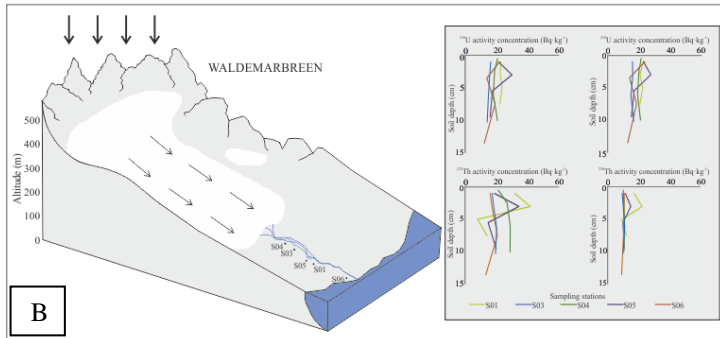 WALDEMARBREEN
Altitude (m)
500
400
300
200
100
0
S04
S03
S05
S01
S06
B
U activity concentration (Bq·kg⁻¹)
0 20 40 60
Soil depth (cm)
0
5
10
15
U activity concentration (Bq·kg⁻¹)
0 20 40 60
Soil depth (cm)
0
5
10
15
Th activity concentration (Bq·kg⁻¹)
0 20 40 60
Soil depth (cm)
0
5
10
15
Th activity concentration (Bq·kg⁻¹)
0 20 40 60
Soil depth (cm)
0
5
10
15
Sampling stations
S01 S03 S04 S05 S06